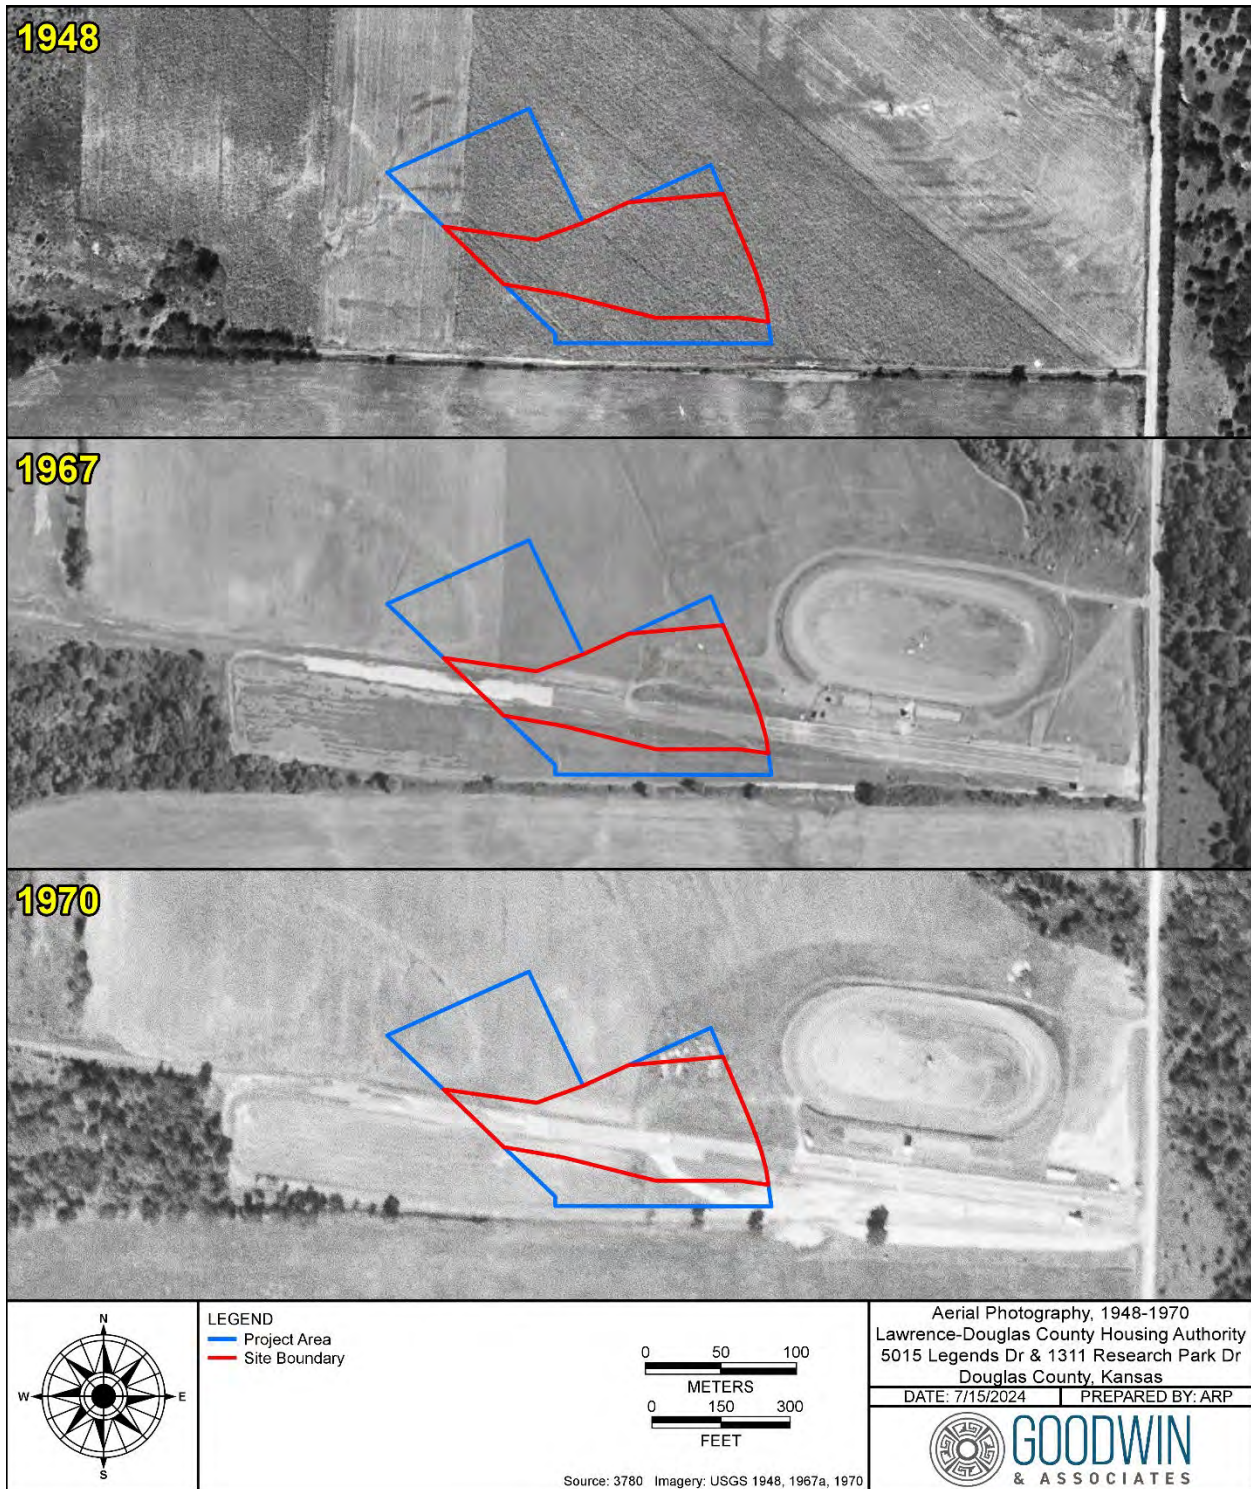 1948
1967
1970
N
W
E
S
LEGEND
Project Area
Site Boundary
0 50 100
METERS
0 150 300
FEET
Source: 3780 Imagery: USGS 1948, 1967a, 1970
Aerial Photography, 1948-1970
Lawrence-Douglas County Housing Authority
5015 Legends Dr & 1311 Research Park Dr
Douglas County, Kansas
DATE: 7/15/2024 PREPARED BY: ARP
GOODWIN
& ASSOCIATES